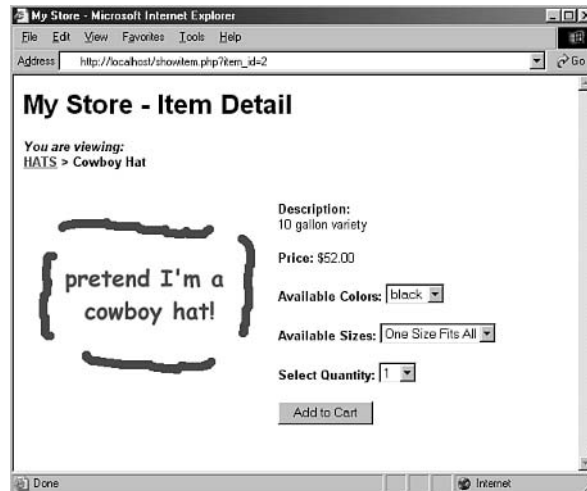 My Store - Microsoft Internet Explorer
File Edit View Favorites Tools Help
Address http://localhost/showitem.php?item_id=2 Go
My Store - Item Detail
You are viewing:
HATS > Cowboy Hat
pretend I'm a
cowboy hat!
Description:
10 gallon variety
Price: $52.00
Available Colors: black
Available Sizes: One Size Fits All
Select Quantity: 1
Add to Cart
Done Internet